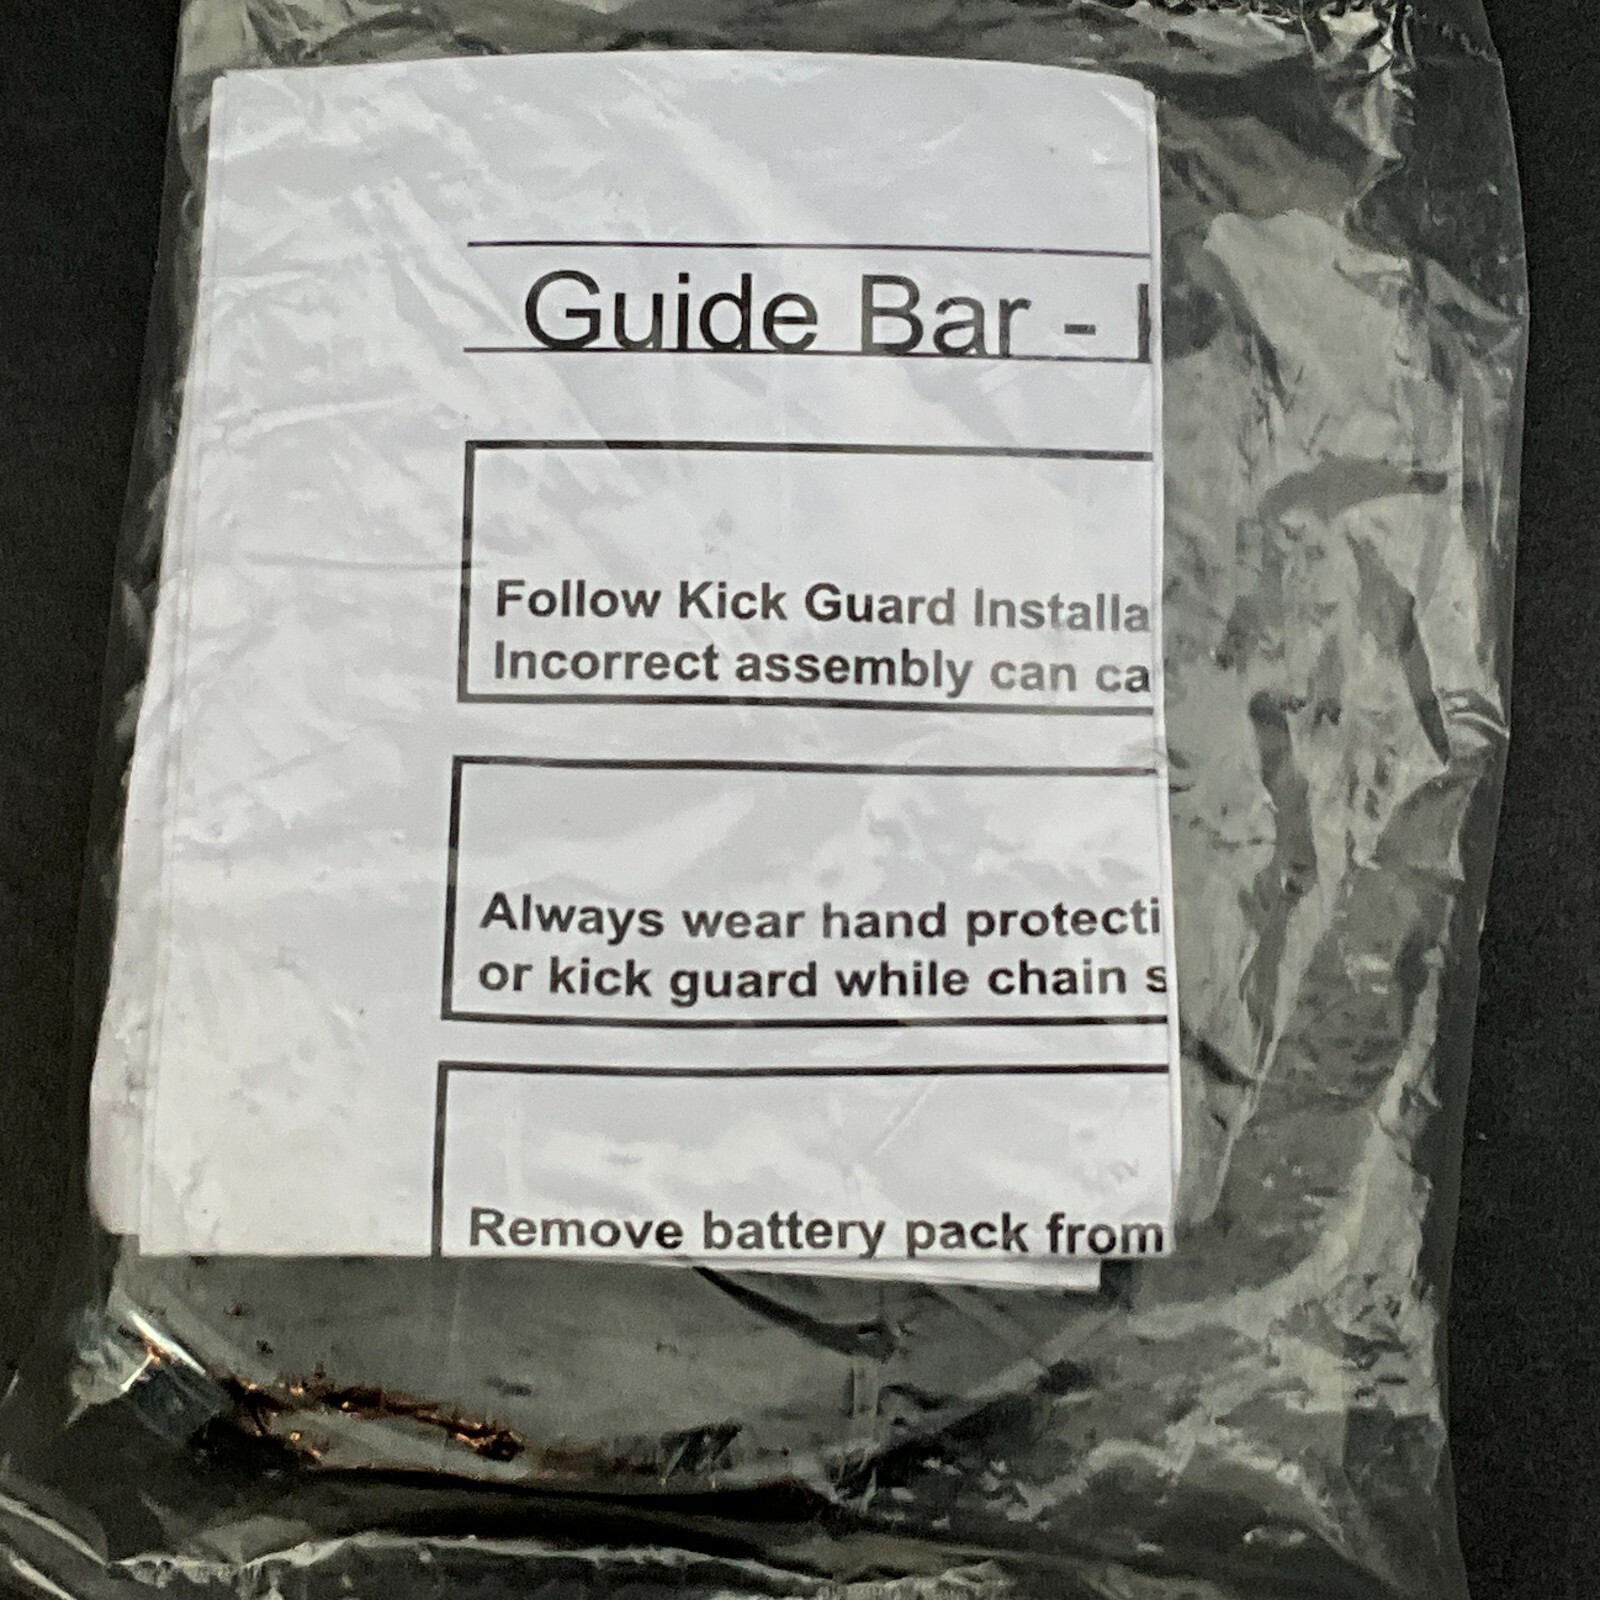 Guide Bar -
Follow Kick Guard Installa
Incorrect assembly can ca
Always wear hand protecti
or kick guard while chain s
Remove battery pack from